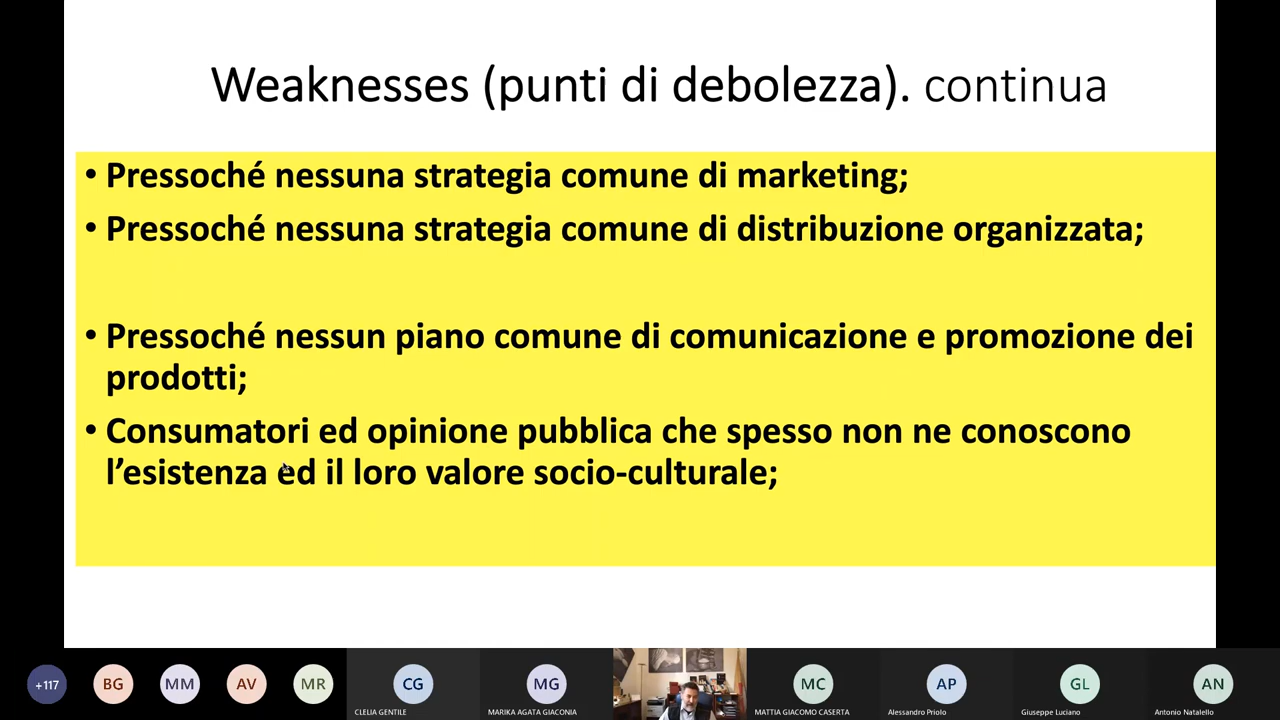 Weaknesses (punti di debolezza). continua
• Pressoché nessuna strategia comune di marketing;
• Pressoché nessuna strategia comune di distribuzione organizzata;
• Pressoché nessun piano comune di comunicazione e promozione dei
prodotti;
• Consumatori ed opinione pubblica che spesso non ne conoscono
l’esistenza ed il loro valore socio-culturale;
+117 BG MM AV MR CG MG MC AP GL AN
CLELIA GENTILE MARIKA AGATA GIACONIA MATTIA GIACOMO CASERTA Alessandro Priolo Giuseppe Luciano Antonio Natalello